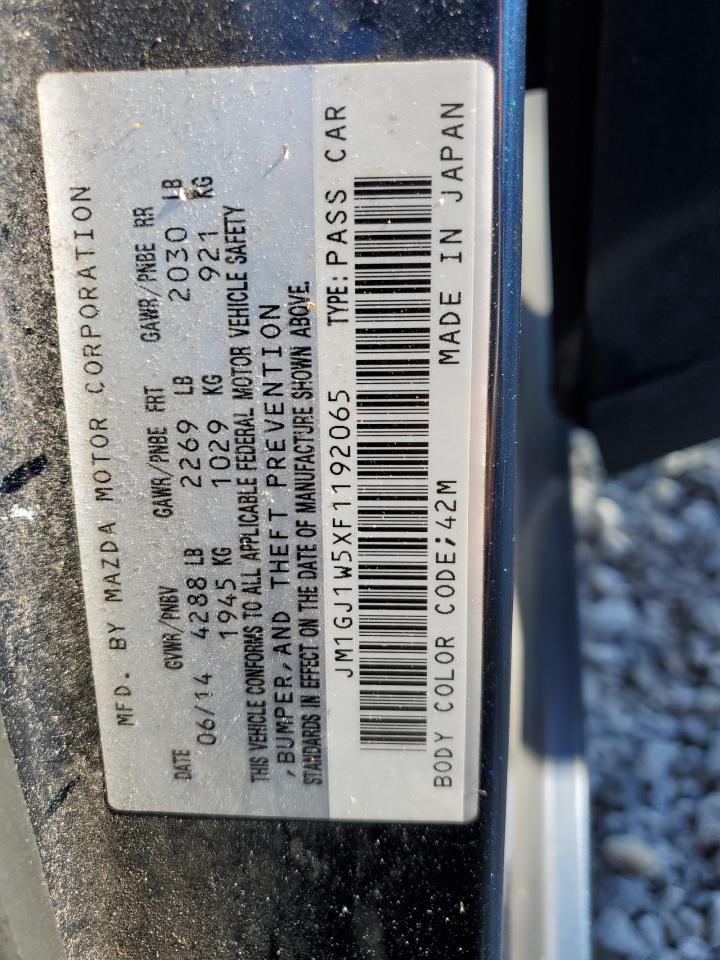 MFD. BY MAZDA MOTOR CORPORATION
DATE GVWR/PNBV GAWR/PNBE FRT GAWR/PNBE RR
06/14 4288 LB 2269 LB 2030 LB
1945 KG 1029 KG 921 KG
THIS VEHICLE CONFORMS TO ALL APPLICABLE FEDERAL MOTOR VEHICLE SAFETY
,BUMPER,AND THEFT PREVENTION
STANDARDS IN EFFECT ON THE DATE OF MANUFACTURE SHOWN ABOVE.
JM1GJ1W5XF1192065 TYPE: PASS CAR
BODY COLOR CODE;42M MADE IN JAPAN